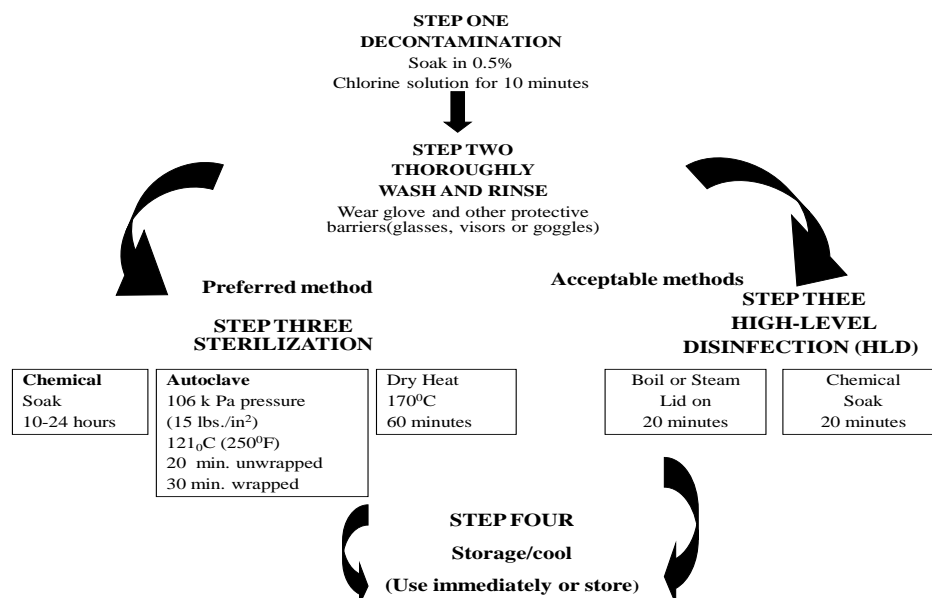 STEP ONE
DECONTAMINATION
Soak in 0.5%
Chlorine solution for 10 minutes
STEP TWO
THOROUGHLY
WASH AND RINSE
Wear glove and other protective
barriers(glasses, visors or goggles)
Preferred method
Acceptable methods
STEP THREE
STERILIZATION
STEP THEE
HIGH-LEVEL
DISINFECTION (HLD)
Chemical
Soak
10-24 hours
Autoclave
106 k Pa pressure
(15 lbs./in²)
121₀C (250⁰F)
20 min. unwrapped
30 min. wrapped
Dry Heat
170⁰C
60 minutes
Boil or Steam
Lid on
20 minutes
Chemical
Soak
20 minutes
STEP FOUR
Storage/cool
(Use immediately or store)